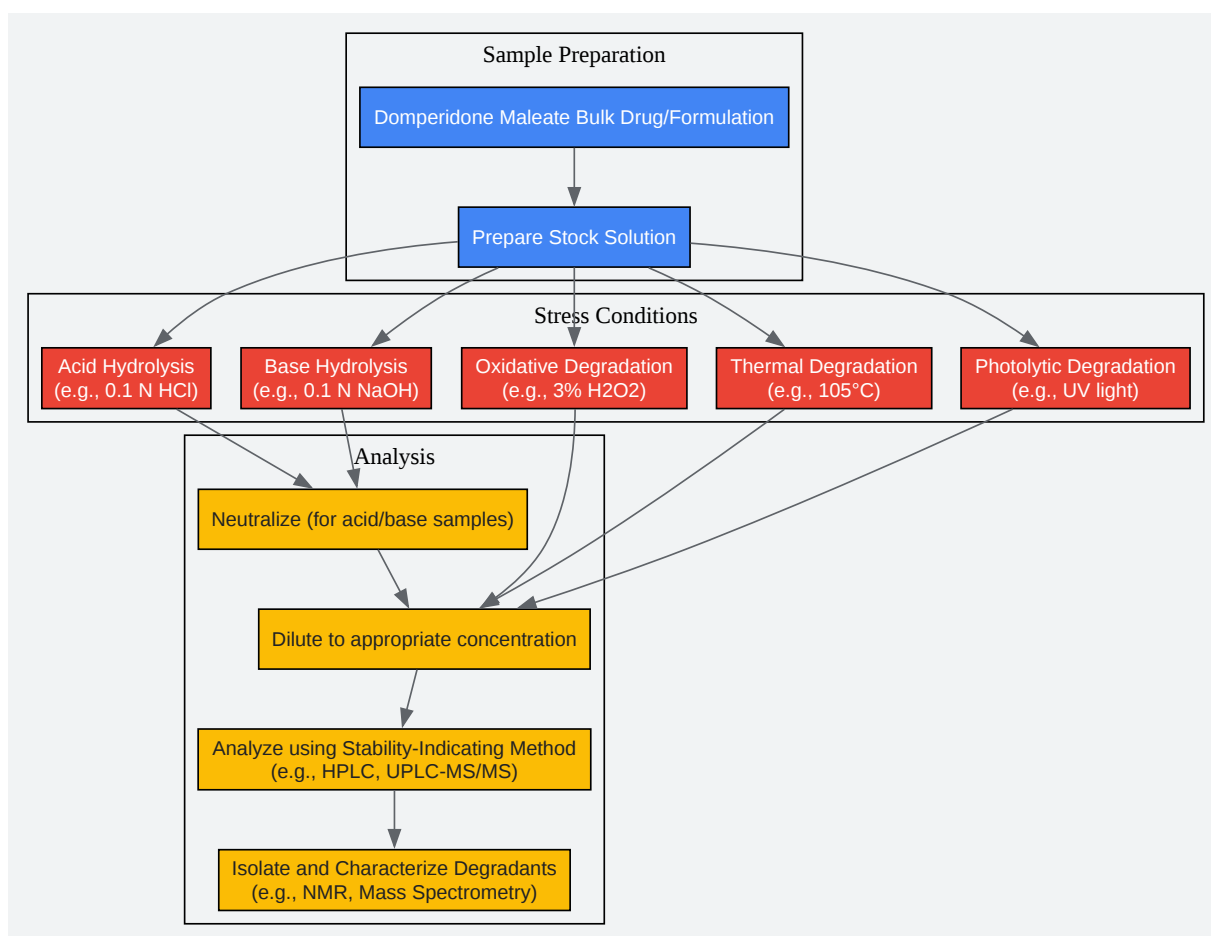 Sample Preparation
Domperidone Maleate Bulk Drug/Formulation
Prepare Stock Solution
Stress Conditions
Acid Hydrolysis
(e.g., 0.1 N HCl)
Base Hydrolysis
(e.g., 0.1 N NaOH)
Oxidative Degradation
(e.g., 3% H2O2)
Thermal Degradation
(e.g., 105°C)
Photolytic Degradation
(e.g., UV light)
Analysis
Neutralize (for acid/base samples)
Dilute to appropriate concentration
Analyze using Stability-Indicating Method
(e.g., HPLC, UPLC-MS/MS)
Isolate and Characterize Degradants
(e.g., NMR, Mass Spectrometry)